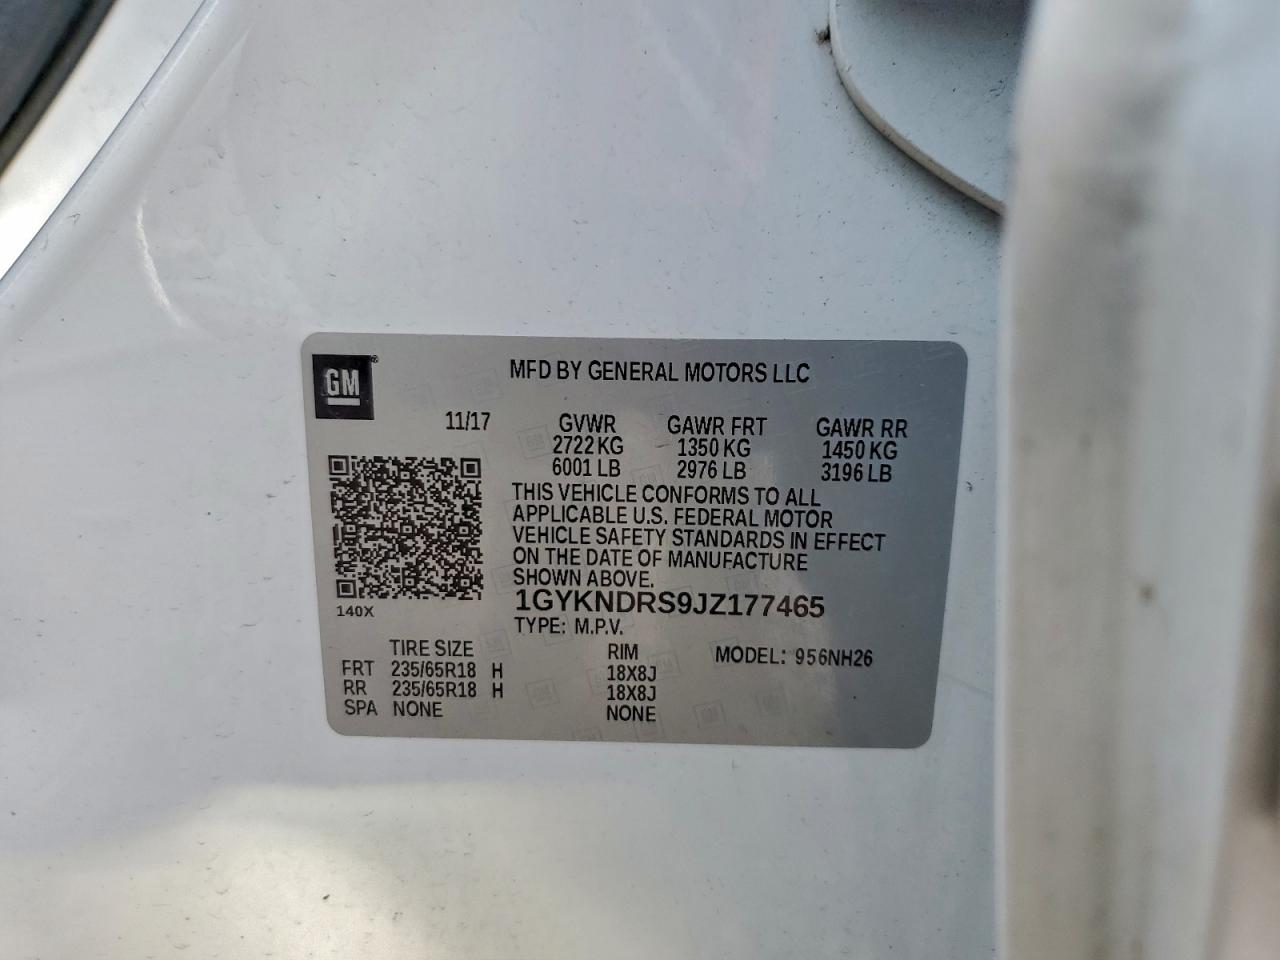 GM
MFD BY GENERAL MOTORS LLC
11/17 GVWR GAWR FRT GAWR RR
2722 KG 1350 KG 1450 KG
6001 LB 2976 LB 3196 LB
THIS VEHICLE CONFORMS TO ALL
APPLICABLE U.S. FEDERAL MOTOR
VEHICLE SAFETY STANDARDS IN EFFECT
ON THE DATE OF MANUFACTURE
SHOWN ABOVE.
140X
1GYKNDRS9JZ177465
TYPE: M.P.V.
TIRE SIZE RIM MODEL: 956NH26
FRT 235/65R18 H 18X8J
RR 235/65R18 H 18X8J
SPA NONE NONE